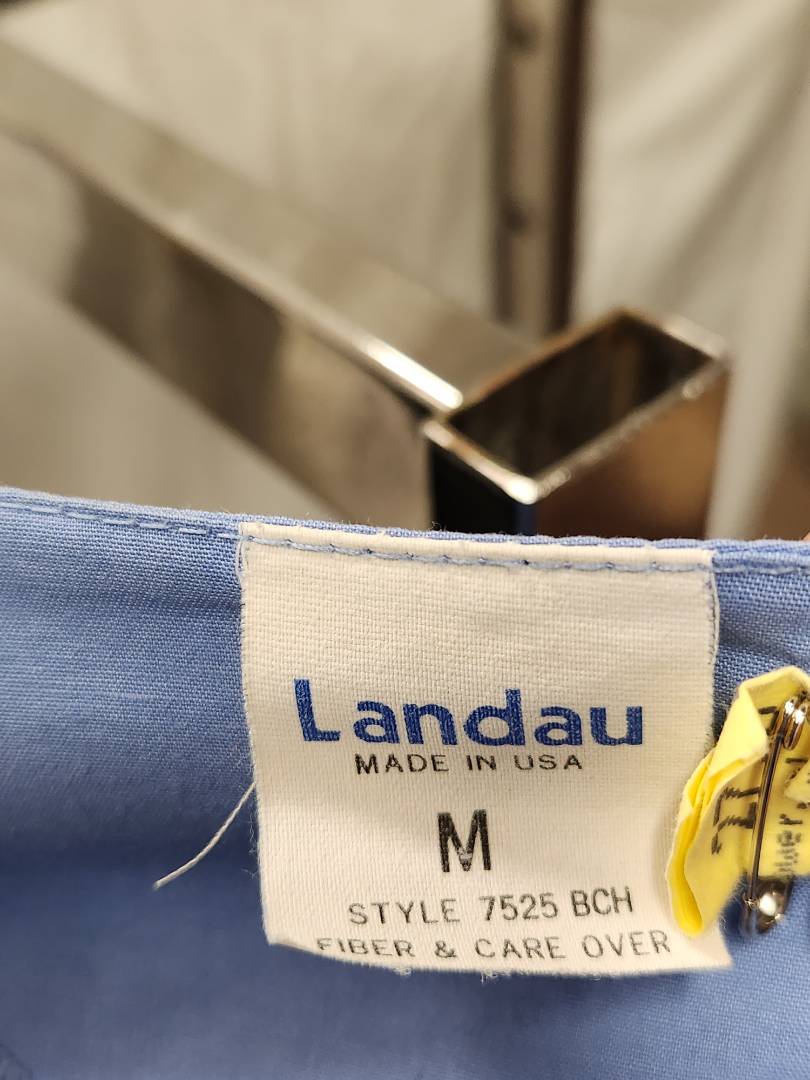 Landau
MADE IN USA
M
STYLE 7525 BCH
FIBER & CARE OVER